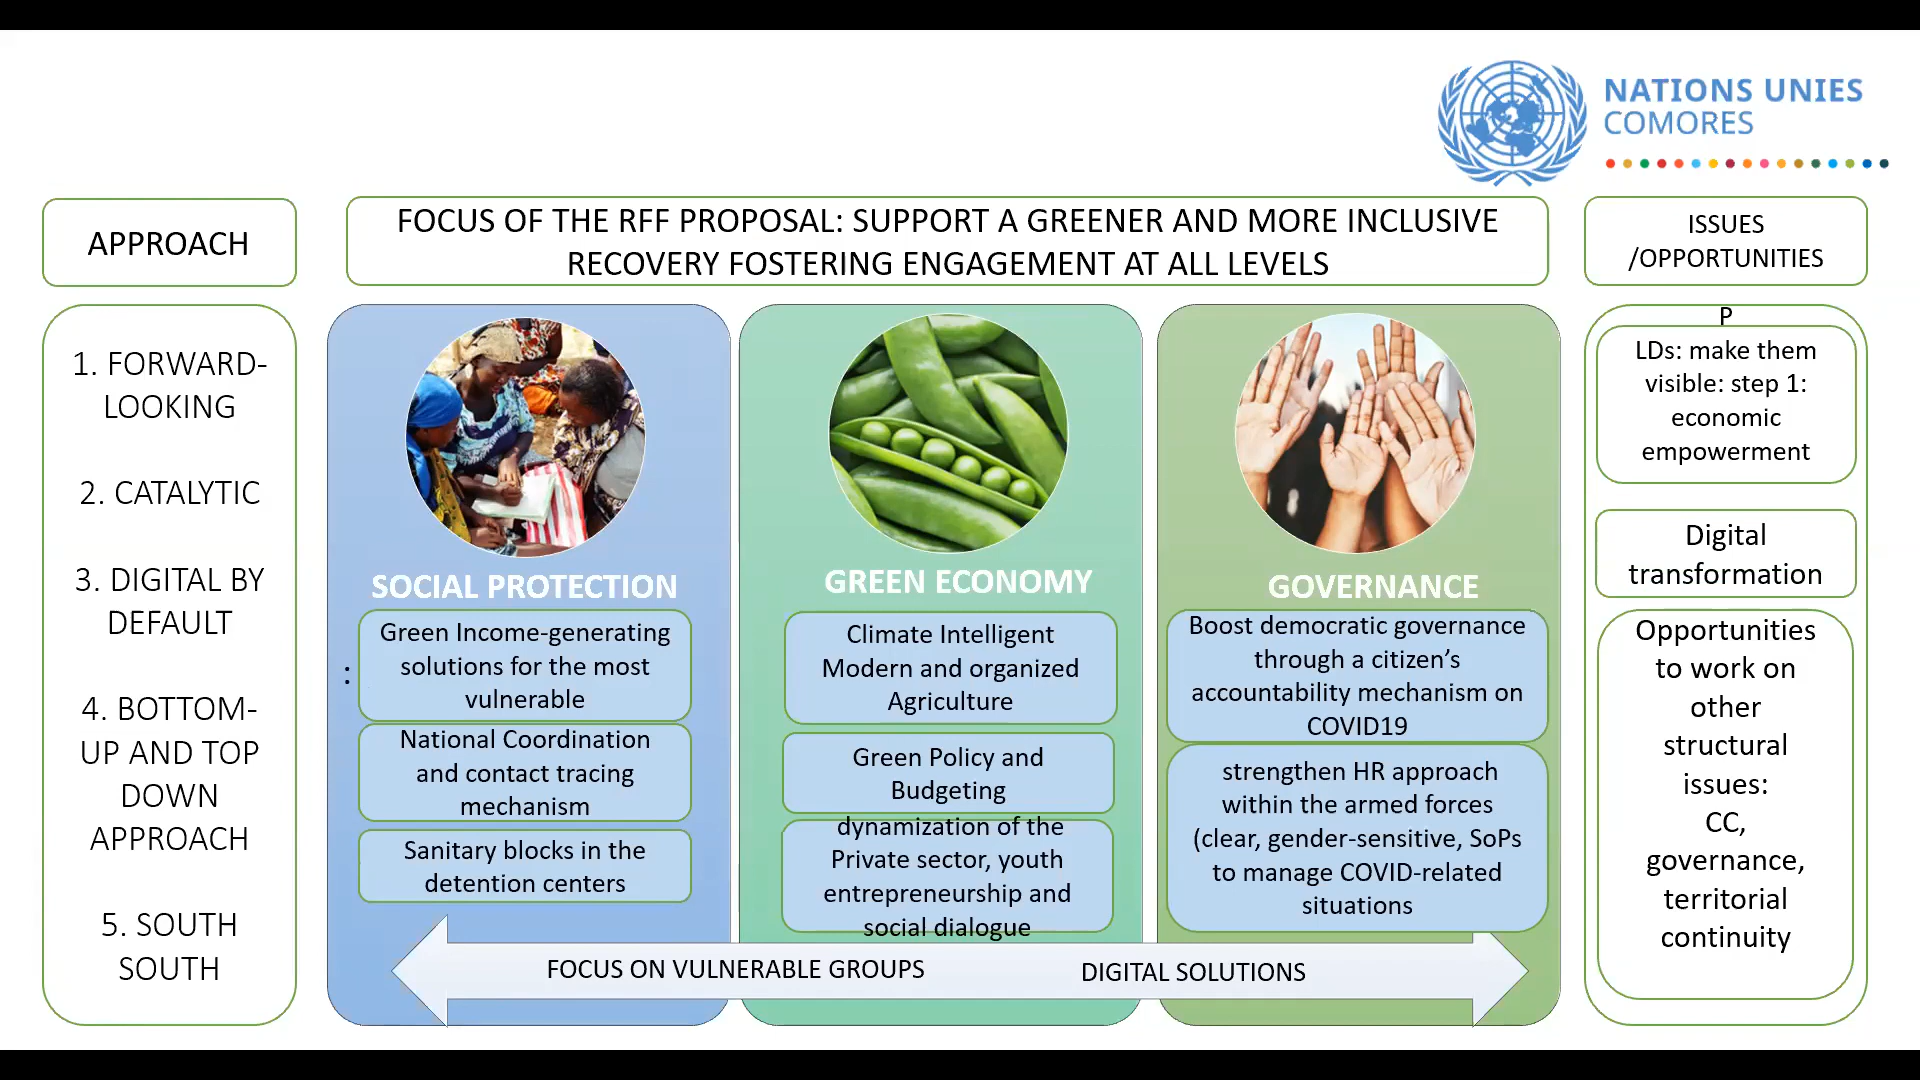 NATIONS UNIES
COMORES
APPROACH
FOCUS OF THE RFF PROPOSAL: SUPPORT A GREENER AND MORE INCLUSIVE
RECOVERY FOSTERING ENGAGEMENT AT ALL LEVELS
ISSUES
/OPPORTUNITIES
1. FORWARD-
LOOKING
2. CATALYTIC
3. DIGITAL BY
DEFAULT
4. BOTTOM-
UP AND TOP
DOWN
APPROACH
5. SOUTH
SOUTH
SOCIAL PROTECTION
:
Green Income-generating
solutions for the most
vulnerable
National Coordination
and contact tracing
mechanism
Sanitary blocks in the
detention centers
GREEN ECONOMY
Climate Intelligent
Modern and organized
Agriculture
Green Policy and
Budgeting
dynamization of the
Private sector, youth
entrepreneurship and
social dialogue
GOVERNANCE
Boost democratic governance
through a citizen’s
accountability mechanism on
COVID19
strengthen HR approach
within the armed forces
(clear, gender-sensitive, SoPs
to manage COVID-related
situations
FOCUS ON VULNERABLE GROUPS
DIGITAL SOLUTIONS
P
LDs: make them
visible: step 1:
economic
empowerment
Digital
transformation
Opportunities
to work on
other
structural
issues:
CC,
governance,
territorial
continuity